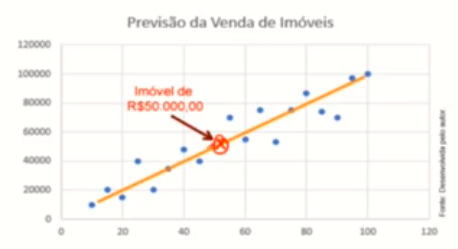 Previsão da Venda de Imóveis
120000
100000
80000
60000
40000
20000
0
Imóvel de
R$50.000,00
0 20 40 60 80 100 120
Fonte: Desenvolvida pelo autor